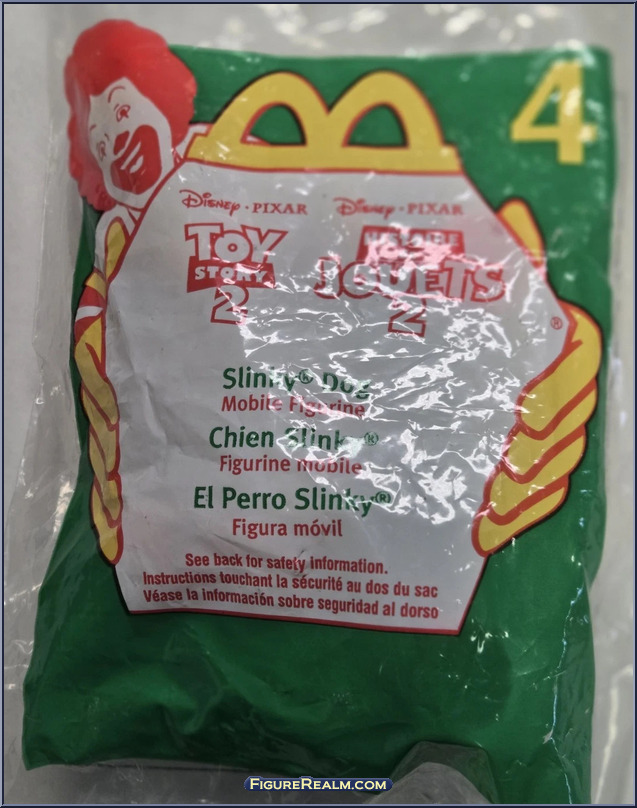 4
Disney · PIXAR
TOY
STORY
2
Disney · PIXAR
JOUETS
2
®
Slinky® Dog
Mobile Figurine
Chien Slinky®
Figurine mobile
El Perro Slinky®
Figura móvil
See back for safety information.
Instructions touchant la sécurité au dos du sac
Véase la información sobre seguridad al dorso
FIGUREREALM.COM